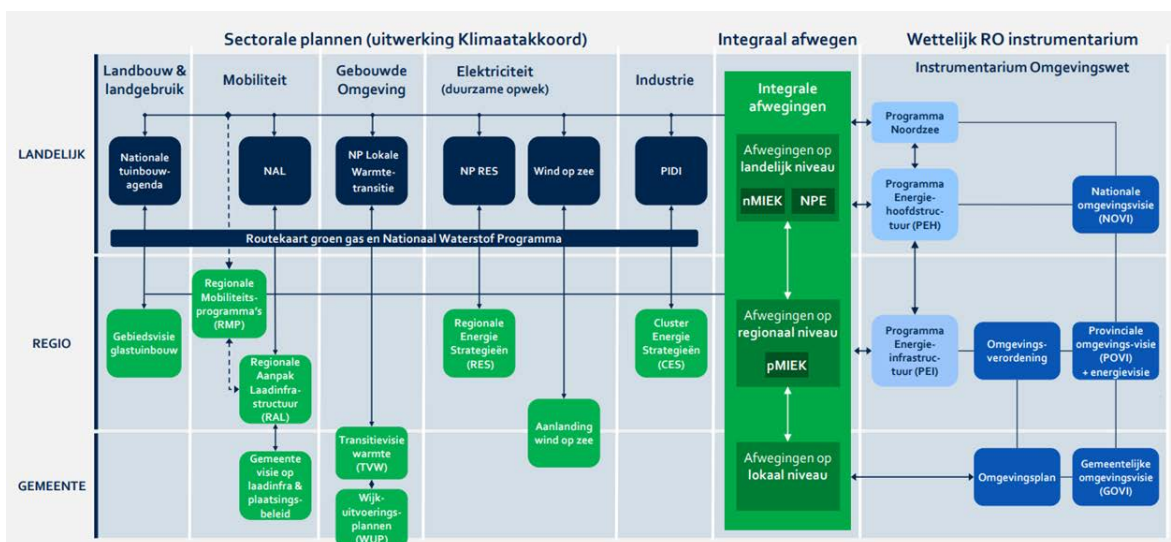 Sectorale plannen (uitwerking Klimaatakkoord)
Integraal afwegen
Wettelijk RO instrumentarium
Landbouw &
landgebruik
Mobiliteit
Gebouwde
Omgeving
Elektriciteit
(duurzame opwek)
Industrie
Integrale
afwegingen
Instrumentarium Omgevingswet
LANDELIJK
Nationale
tuinbouw-
agenda
NAL
NP Lokale
Warmte-
transitie
NP RES
Wind op zee
PIDI
Afwegingen op
landelijk niveau
nMIEK
NPE
Programma
Noordzee
Programma
Energie-
hoofdstruc-
tuur (PEH)
Nationale
omgevingsvisie
(NOVI)
Routekaart groen gas en Nationaal Waterstof Programma
REGIO
Gebiedsvisie
glastuinbouw
Regionale
Mobiliteits-
programma's
(RMP)
Regionale
Aanpak
Laadinfra-
structuur
(RAL)
Regionale
Energie
Strategieën
(RES)
Aanlanding
wind op zee
Cluster
Energie
Strategieën
(CES)
Afwegingen op
regionaal niveau
pMIEK
Programma
Energie-
infrastruc-
tuur (PEI)
Omgevings-
verordening
Provinciale
omgevings-visie
(POVI)
+ energievisie
GEMEENTE
Gemeente
visie op
laadinfra &
plaatsings-
beleid
Transitievisie
warmte
(TVW)
Wijk-
uitvoerings-
plannen
(WUP)
Afwegingen op
lokaal niveau
Omgevingsplan
Gemeentelijke
omgevingsvisie
(GOVI)